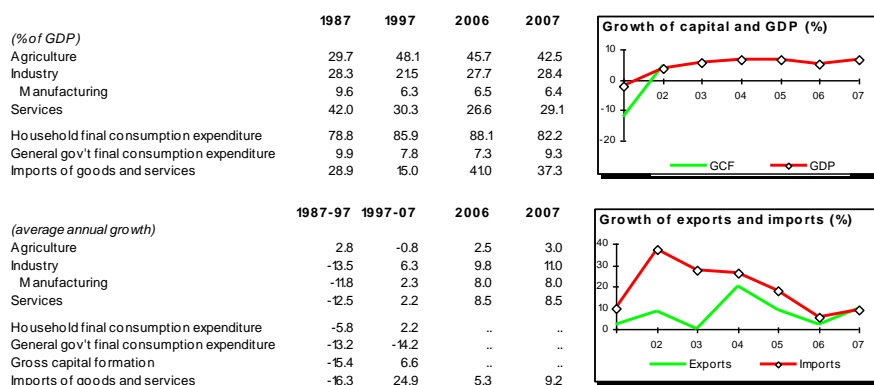 1987 1997 2006 2007
(% of GDP)
Agriculture 29.7 48.1 45.7 42.5
Industry 28.3 21.5 27.7 28.4
Manufacturing 9.6 6.3 6.5 6.4
Services 42.0 30.3 26.6 29.1
Household final consumption expenditure 78.8 85.9 88.1 82.2
General gov't final consumption expenditure 9.9 7.8 7.3 9.3
Imports of goods and services 28.9 15.0 41.0 37.3
Growth of capital and GDP (%)
10
0
-10
-20
02 03 04 05 06 07
GCF GDP
1987-97 1997-07 2006 2007
(average annual growth)
Agriculture 2.8 -0.8 2.5 3.0
Industry -13.5 6.3 9.8 11.0
Manufacturing -11.8 2.3 8.0 8.0
Services -12.5 2.2 8.5 8.5
Household final consumption expenditure -5.8 2.2 .. ..
General gov't final consumption expenditure -13.2 -14.2 .. ..
Gross capital formation -15.4 6.6 .. ..
Imports of goods and services -16.3 24.9 5.3 9.2
Growth of exports and imports (%)
40
30
20
10
0
02 03 04 05 06 07
Exports Imports